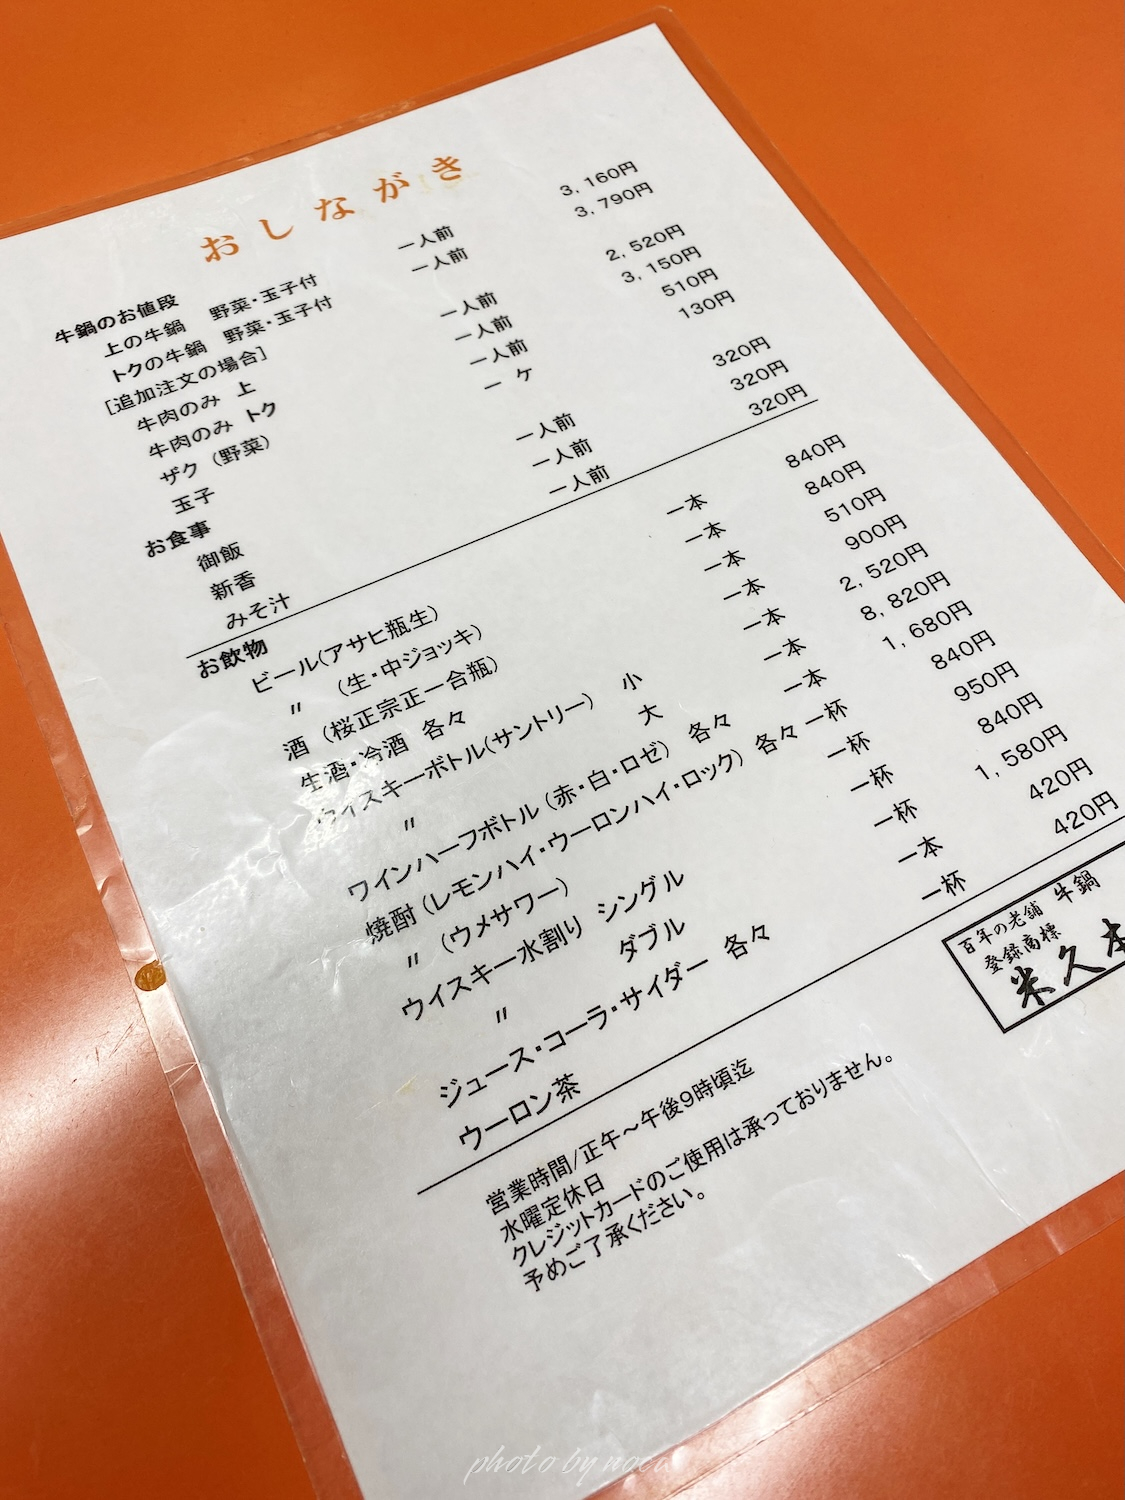 おしながき
牛鍋のお値段
上の牛鍋 野菜・玉子付 一人前 3,160円
トクの牛鍋 野菜・玉子付 一人前 3,790円
[追加注文の場合]
牛肉のみ 上 一人前 2,520円
牛肉のみ トク 一人前 3,150円
ザク (野菜) 一人前 510円
玉子 一ケ 130円
お食事
御飯 一人前 320円
新香 一人前 320円
みそ汁 一人前 320円
お飲物
ビール(アサヒ瓶生) 一本 840円
〃 (生・中ジョッキ) 一本 840円
酒 (桜正宗正一合瓶) 一本 510円
生酒・冷酒 各々 一本 900円
ウイスキーボトル(サントリー) 小 一本 2,520円
〃 大 一本 8,820円
ワインハーフボトル (赤・白・ロゼ) 各々 一本 1,680円
焼酎 (レモンハイ・ウーロンハイ・ロック) 各々 一杯 840円
〃 (ウメサワー) 一杯 950円
ウイスキー水割り シングル 一杯 840円
〃 ダブル 一杯 1,580円
ジュース・コーラ・サイダー 各々 一本 420円
ウーロン茶 一杯 420円
百年の老舗 牛鍋
登録商標
米久本
営業時間/正午～午後9時頃迄
水曜定休日
クレジットカードのご使用は承っておりません。
予めご了承ください。
photo by noca